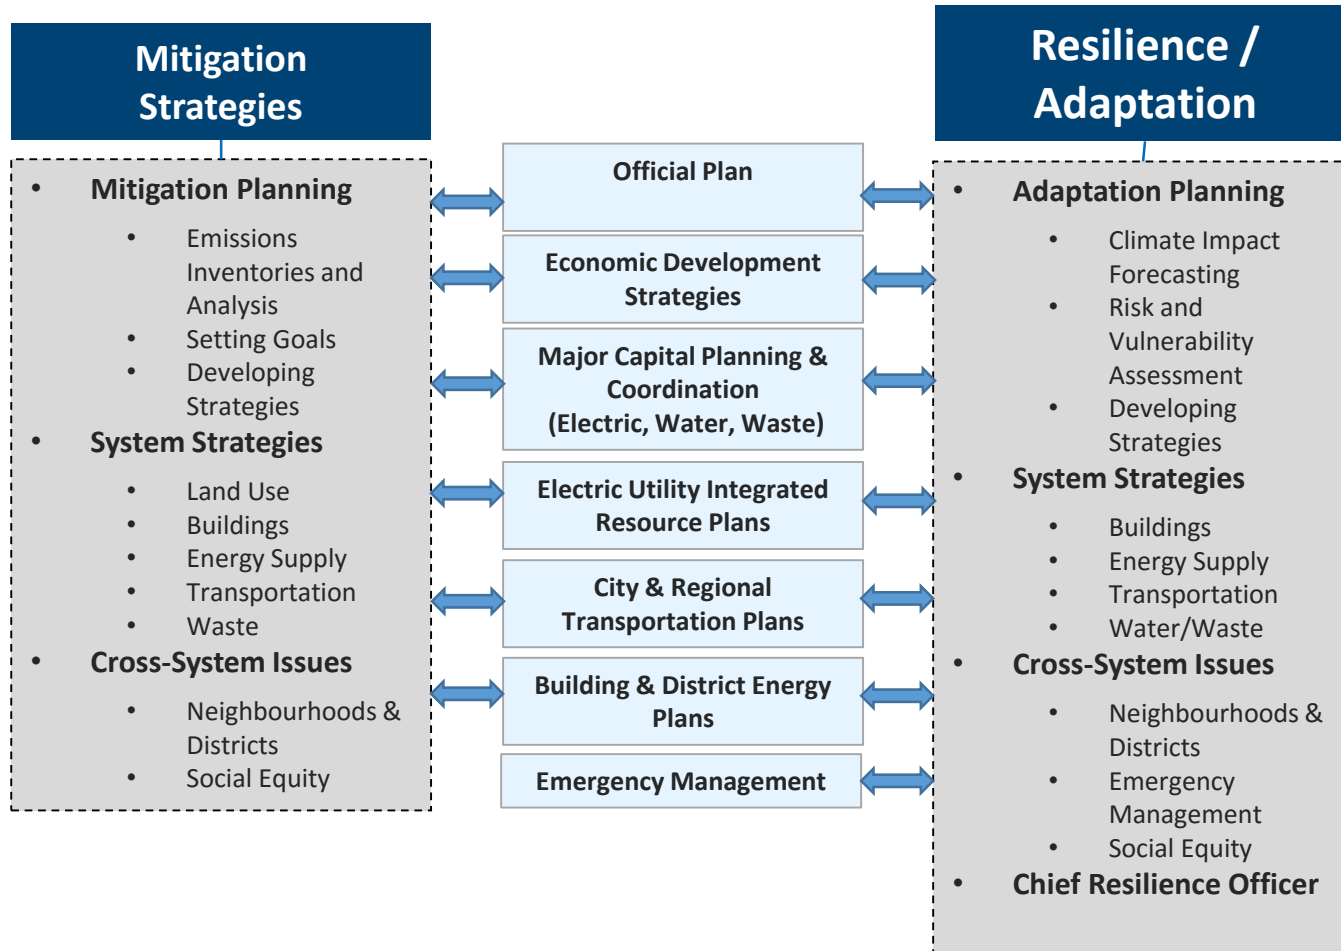 Mitigation
Strategies
• Mitigation Planning
• Emissions
Inventories and
Analysis
• Setting Goals
• Developing
Strategies
• System Strategies
• Land Use
• Buildings
• Energy Supply
• Transportation
• Waste
• Cross-System Issues
• Neighbourhoods &
Districts
• Social Equity
Official Plan
Economic Development
Strategies
Major Capital Planning &
Coordination
(Electric, Water, Waste)
Electric Utility Integrated
Resource Plans
City & Regional
Transportation Plans
Building & District Energy
Plans
Emergency Management
Resilience /
Adaptation
• Adaptation Planning
• Climate Impact
Forecasting
• Risk and
Vulnerability
Assessment
• Developing
Strategies
• System Strategies
• Buildings
• Energy Supply
• Transportation
• Water/Waste
• Cross-System Issues
• Neighbourhoods &
Districts
• Emergency
Management
• Social Equity
• Chief Resilience Officer